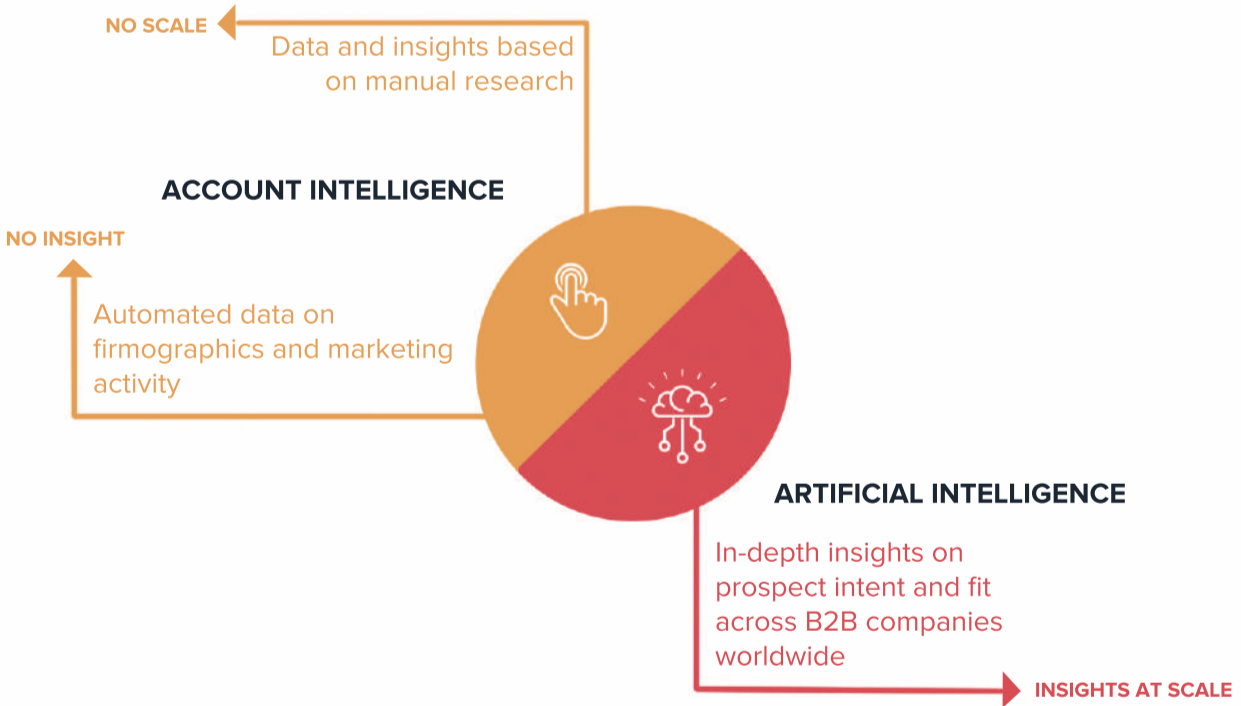 NO SCALE
Data and insights based
on manual research
ACCOUNT INTELLIGENCE
NO INSIGHT
Automated data on
firmographics and marketing
activity
ARTIFICIAL INTELLIGENCE
In-depth insights on
prospect intent and fit
across B2B companies
worldwide
INSIGHTS AT SCALE